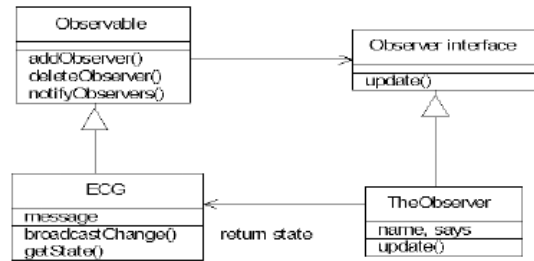 Observable
addObserver()
deleteObserver()
notifyObservers()
Observer interface
update()
ECG
message
broadcastChange()
getState()
return state
TheObserver
name, says
update()